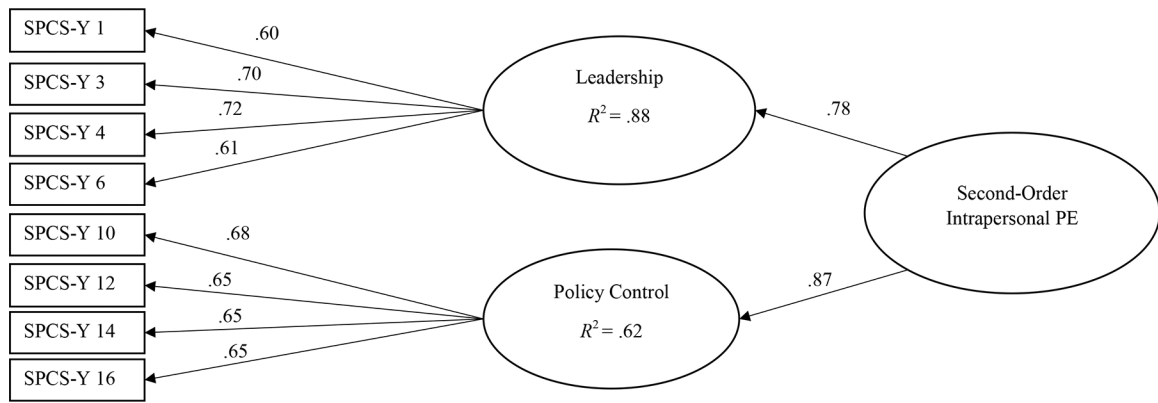 SPCS-Y 1
SPCS-Y 3
SPCS-Y 4
SPCS-Y 6
SPCS-Y 10
SPCS-Y 12
SPCS-Y 14
SPCS-Y 16
.60
.70
.72
.61
.68
.65
.65
.65
Leadership
R² = .88
Policy Control
R² = .62
.78
.87
Second-Order
Intrapersonal PE